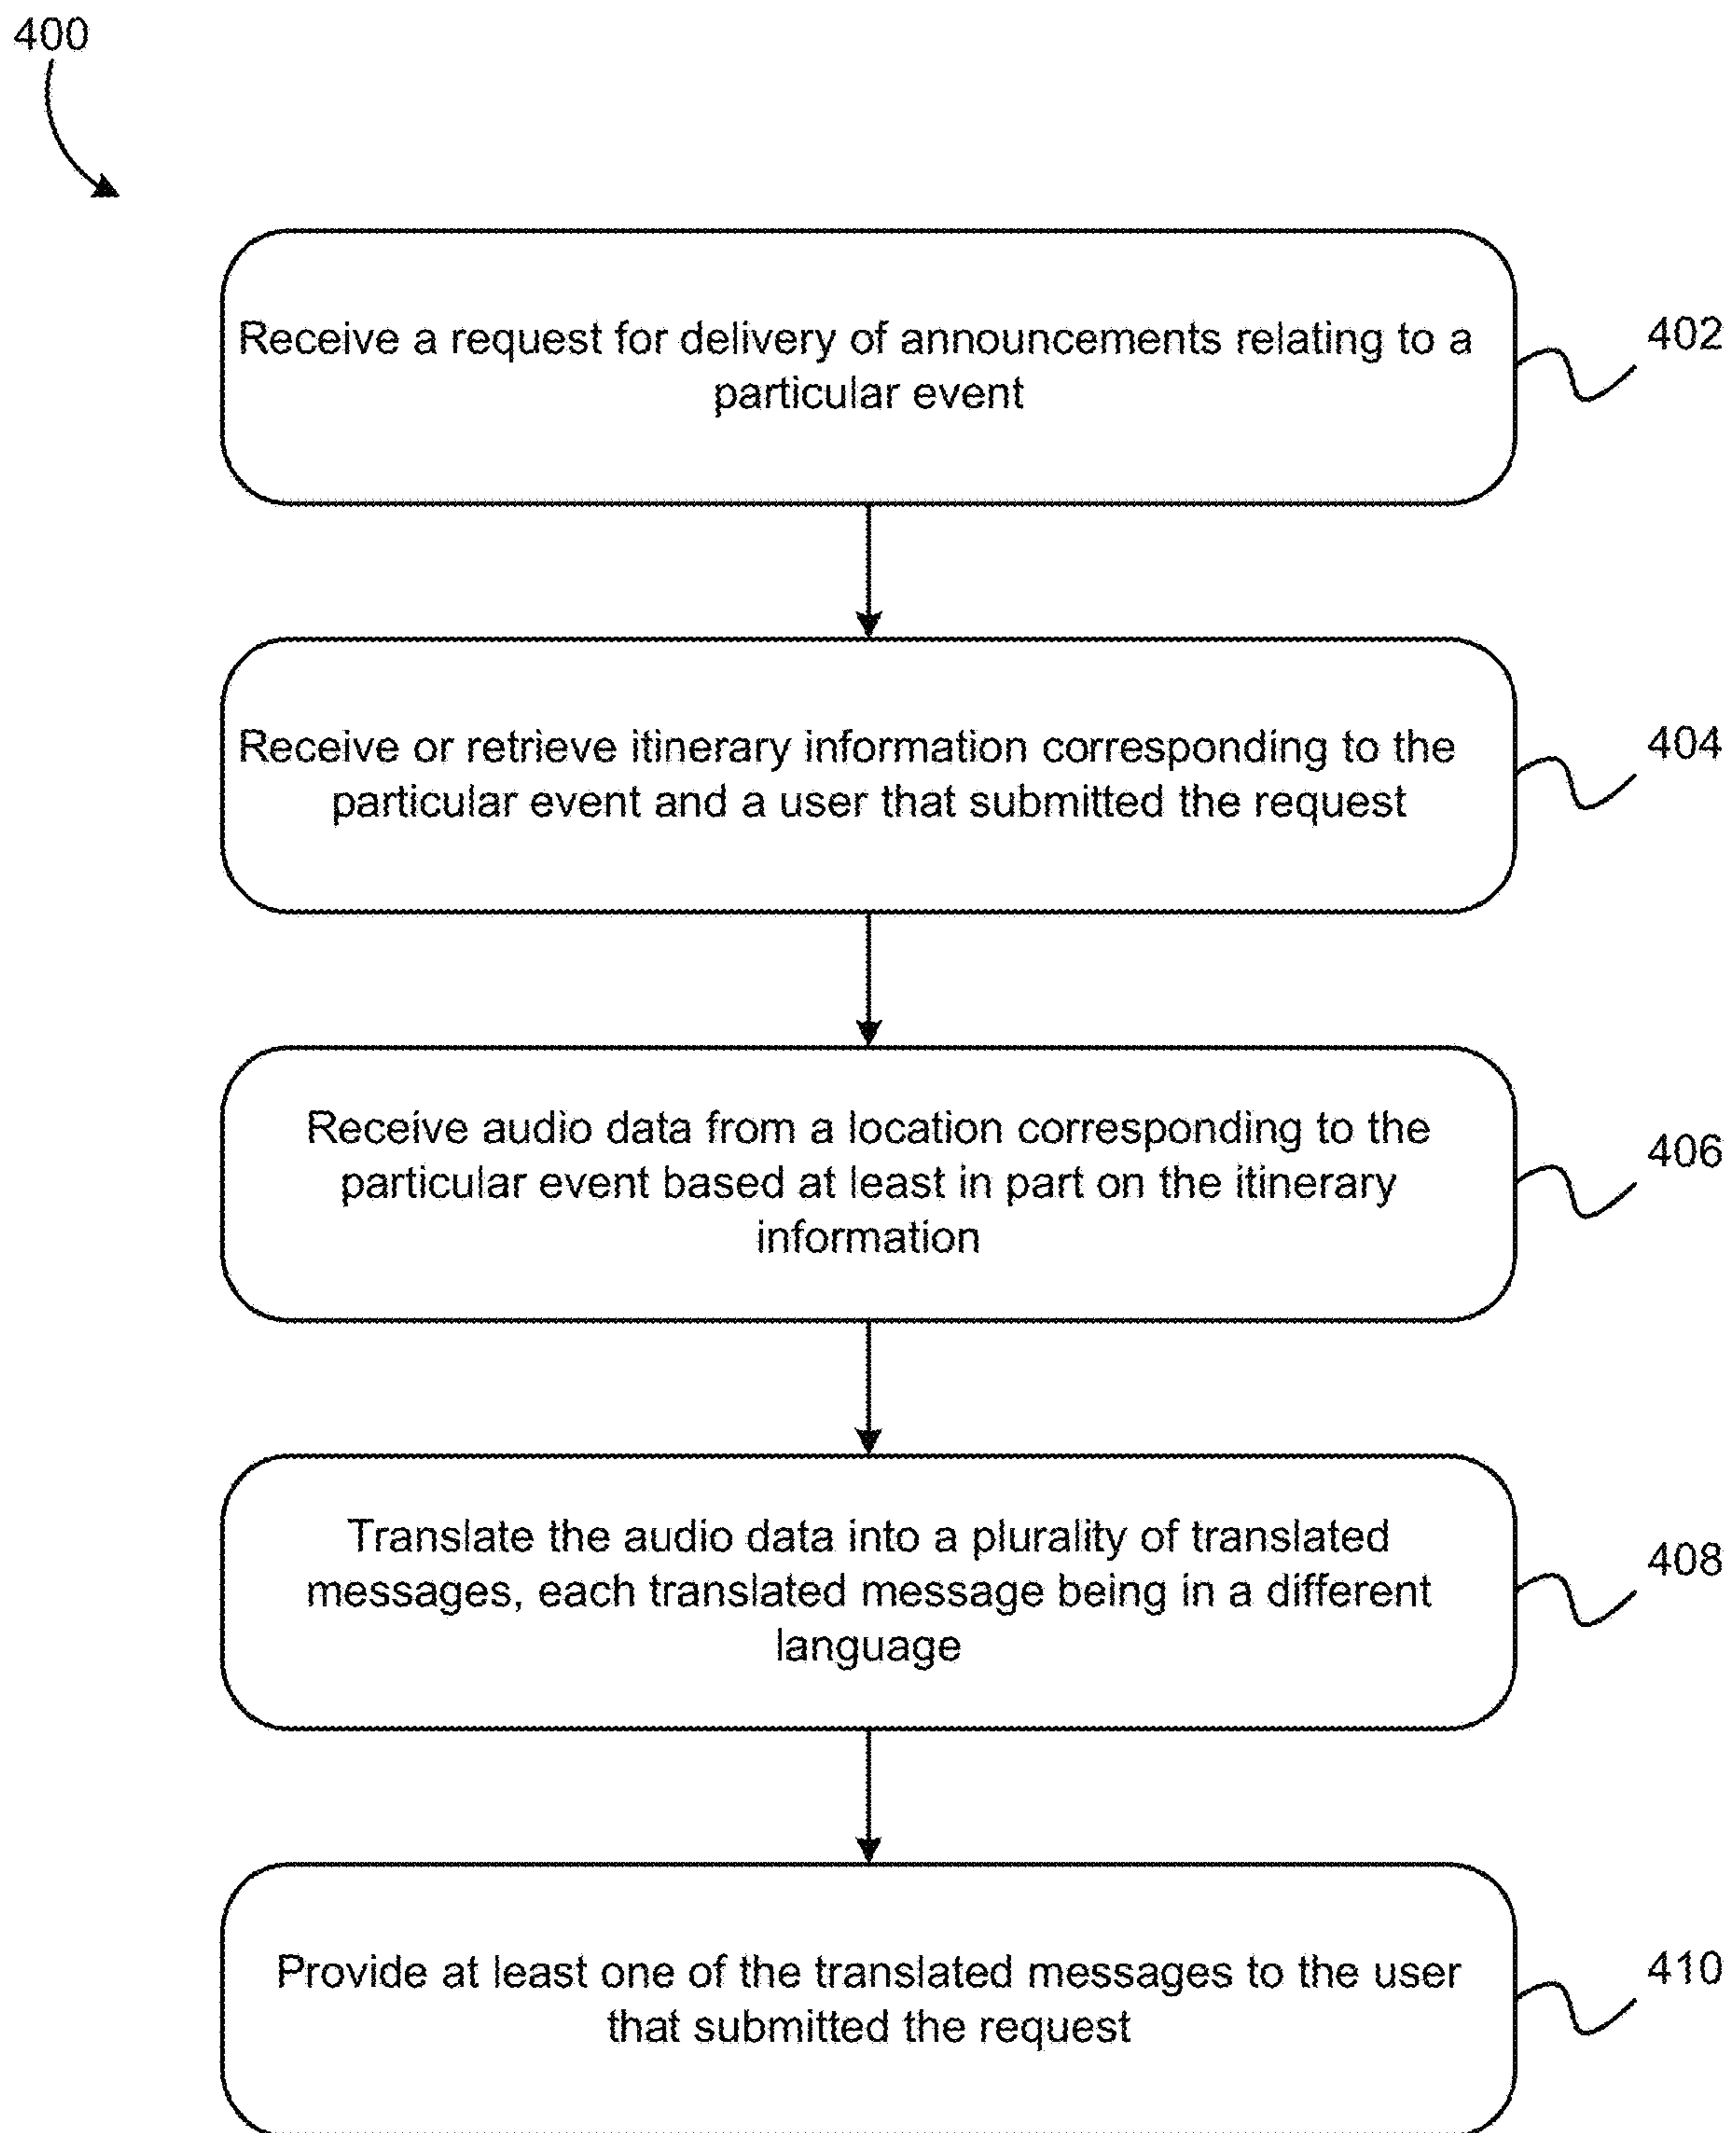 400
Receive a request for delivery of announcements relating to a
particular event
402
Receive or retrieve itinerary information corresponding to the
particular event and a user that submitted the request
404
Receive audio data from a location corresponding to the
particular event based at least in part on the itinerary
information
406
Translate the audio data into a plurality of translated
messages, each translated message being in a different
language
408
Provide at least one of the translated messages to the user
that submitted the request
410